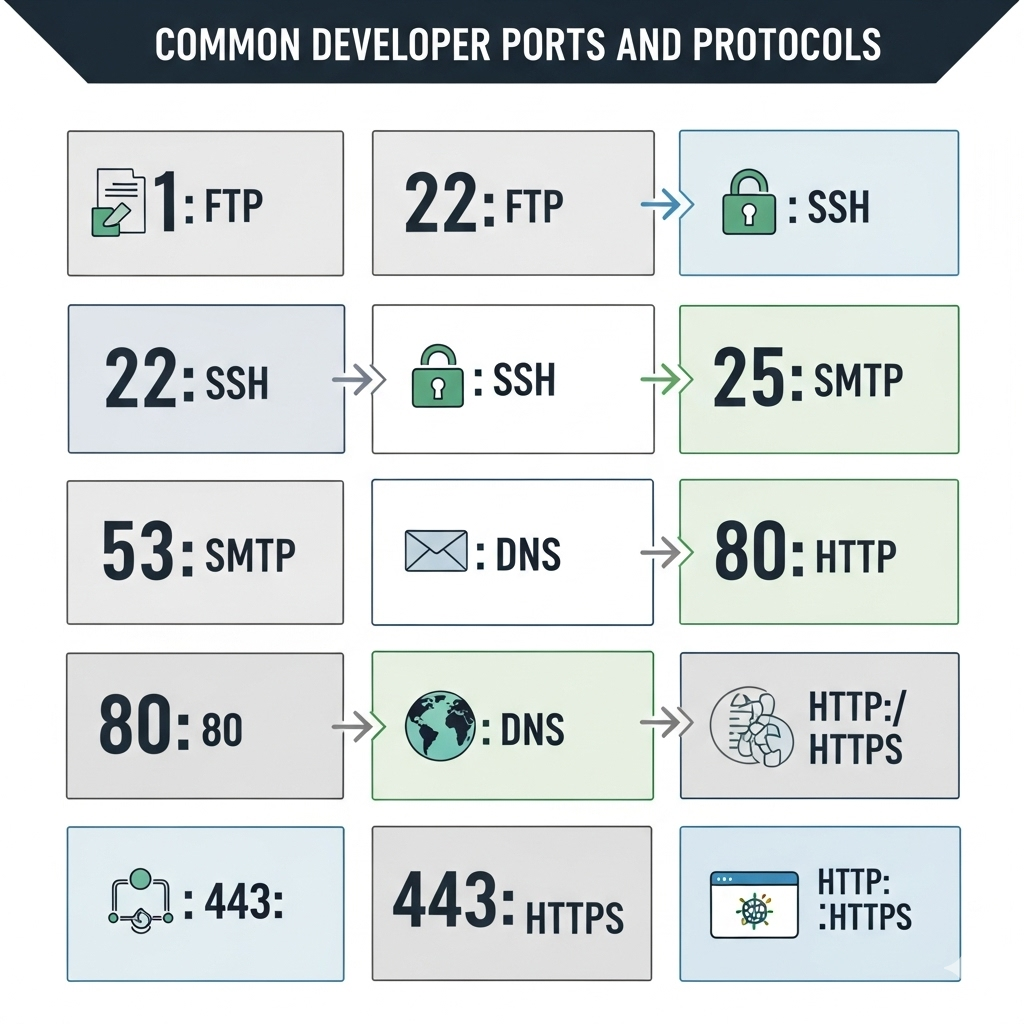 COMMON DEVELOPER PORTS AND PROTOCOLS
1: FTP
22: FTP
: SSH
22: SSH
: SSH
25: SMTP
53: SMTP
: DNS
80: HTTP
80: 80
: DNS
HTTP:/
HTTPS
: 443:
443: HTTPS
HTTP:
:HTTPS